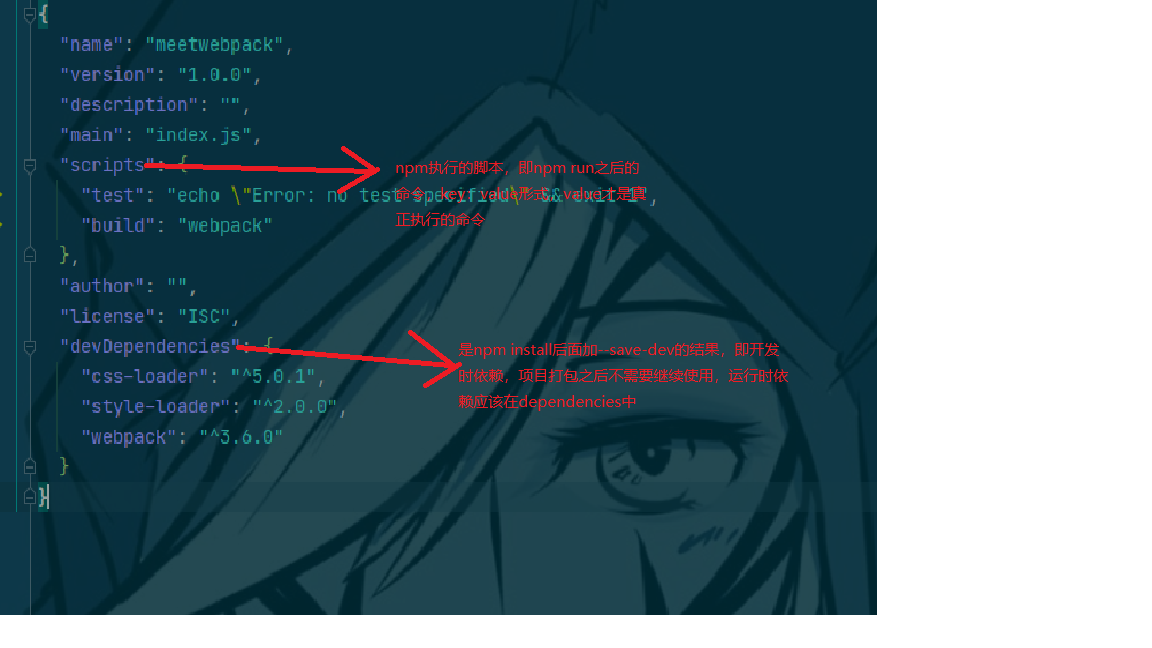 {
"name": "meetwebpack",
"version": "1.0.0",
"description": "",
"main": "index.js",
"scripts": {
npm执行的脚本，即npm run之后的
"test": "echo \"Error: no test specified\" && exit 1",
命令，key：value形式，value才是真
正执行的命令
"build": "webpack"
},
"author": "",
"license": "ISC",
"devDependencies": {
是npm install后面加--save-dev的结果，即开发
时依赖，项目打包之后不需要继续使用，运行时依
赖应该在dependencies中
"css-loader": "^5.0.1",
"style-loader": "^2.0.0",
"webpack": "^3.6.0"
}
}